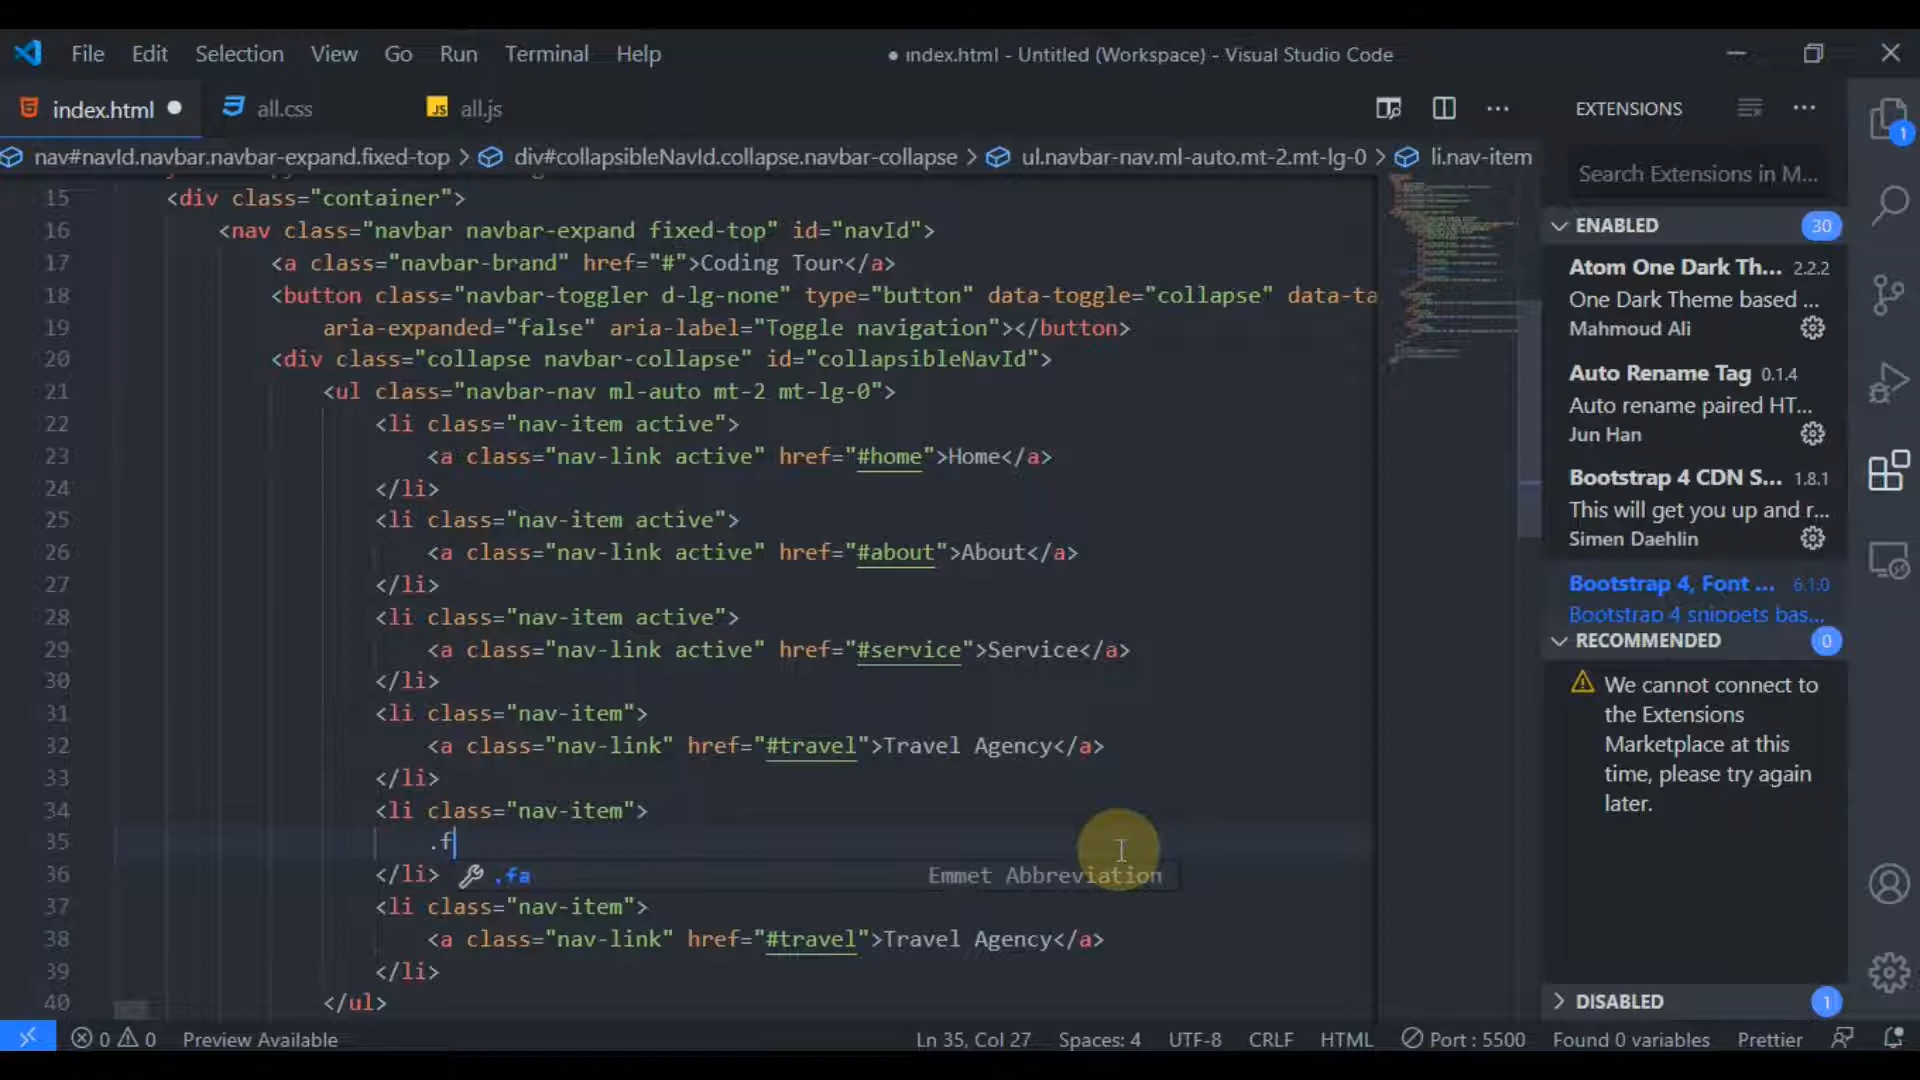 File Edit Selection View Go Run Terminal Help
● index.html - Untitled (Workspace) - Visual Studio Code
index.html ● all.css JS all.js
nav#navId.navbar.navbar-expand.fixed-top > div#collapsibleNavId.collapse.navbar-collapse > ul.navbar-nav.ml-auto.mt-2.mt-lg-0 > li.nav-item
15 <div class="container">
16 <nav class="navbar navbar-expand fixed-top" id="navId">
17 <a class="navbar-brand" href="#">Coding Tour</a>
18 <button class="navbar-toggler d-lg-none" type="button" data-toggle="collapse" data-ta
19 aria-expanded="false" aria-label="Toggle navigation"></button>
20 <div class="collapse navbar-collapse" id="collapsibleNavId">
21 <ul class="navbar-nav ml-auto mt-2 mt-lg-0">
22 <li class="nav-item active">
23 <a class="nav-link active" href="#home">Home</a>
24 </li>
25 <li class="nav-item active">
26 <a class="nav-link active" href="#about">About</a>
27 </li>
28 <li class="nav-item active">
29 <a class="nav-link active" href="#service">Service</a>
30 </li>
31 <li class="nav-item">
32 <a class="nav-link" href="#travel">Travel Agency</a>
33 </li>
34 <li class="nav-item">
35 .f
36 </li>
.fa Emmet Abbreviation
37 <li class="nav-item">
38 <a class="nav-link" href="#travel">Travel Agency</a>
39 </li>
40 </ul>
EXTENSIONS
Search Extensions in M...
ENABLED 30
Atom One Dark Th... 2.2.2
One Dark Theme based ...
Mahmoud Ali
Auto Rename Tag 0.1.4
Auto rename paired HT...
Jun Han
Bootstrap 4 CDN S... 1.8.1
This will get you up and r...
Simen Daehlin
Bootstrap 4, Font ... 6.1.0
Bootstrap 4 snippets bas...
RECOMMENDED 0
We cannot connect to
the Extensions
Marketplace at this
time, please try again
later.
DISABLED 1
1
0 0 Preview Available
Ln 35, Col 27 Spaces: 4 UTF-8 CRLF HTML Port : 5500 Found 0 variables Prettier